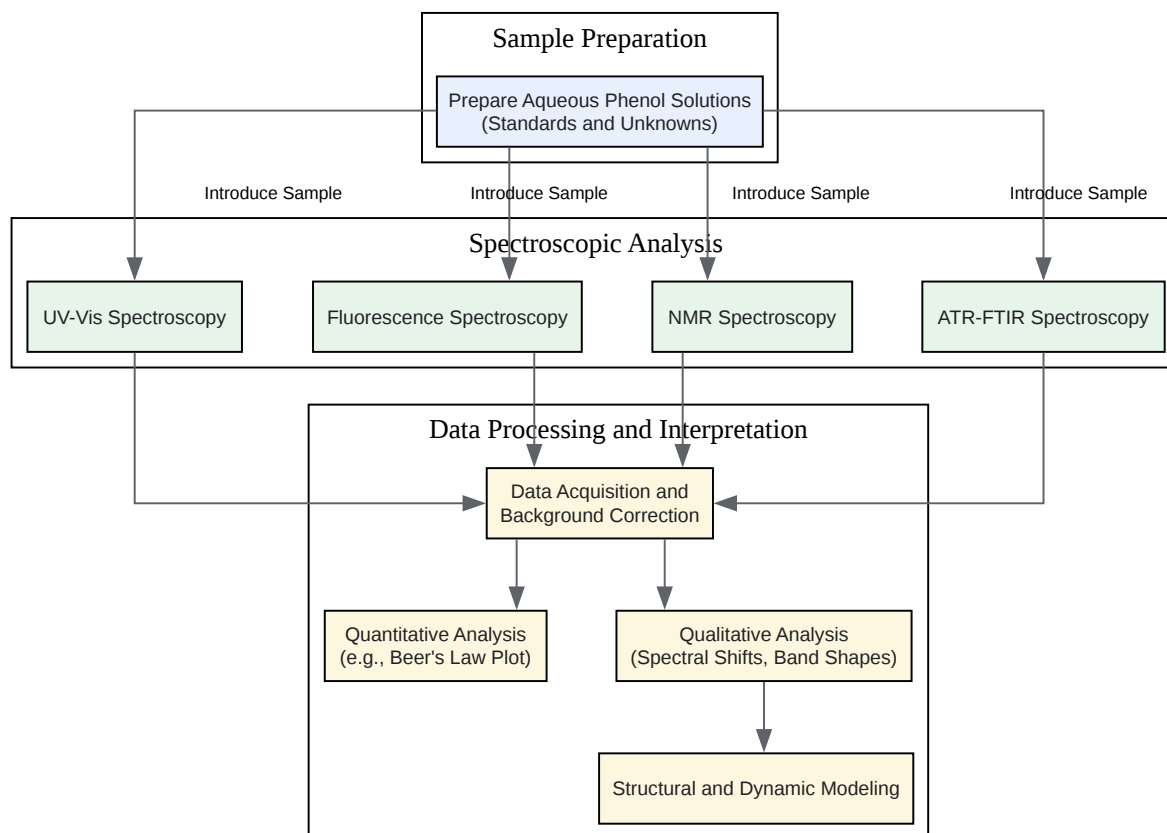 Sample Preparation
Prepare Aqueous Phenol Solutions
(Standards and Unknowns)
Introduce Sample
Introduce Sample
Introduce Sample
Introduce Sample
Spectroscopic Analysis
UV-Vis Spectroscopy
Fluorescence Spectroscopy
NMR Spectroscopy
ATR-FTIR Spectroscopy
Data Processing and Interpretation
Data Acquisition and
Background Correction
Quantitative Analysis
(e.g., Beer's Law Plot)
Qualitative Analysis
(Spectral Shifts, Band Shapes)
Structural and Dynamic Modeling